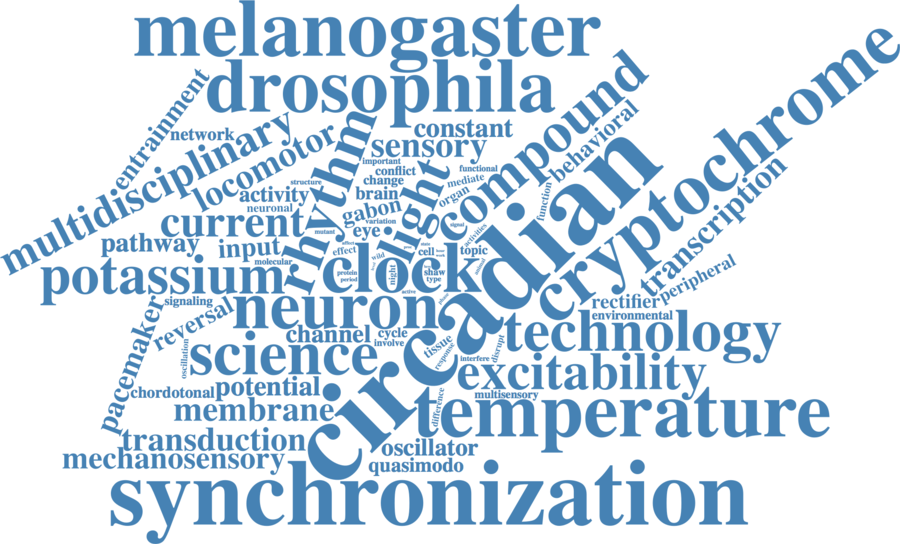 melanogaster
drosophila
entrainment
network
multidisciplinary
locomotor
rhythm
constant
sensory
compound
behavioral
cryptochrome
circadian
important
conflict
change
functional
mediate
organ
structure
activity
neuronal
brain
gabon
variation
light
function
signal
activities
transcription
current
mutant
eye
pathway
input
molecular
effect
wild
cell
topic
potassium
clock
protein
period
night
shaw
type
active
rectifier
peripheral
environmental
signaling
reversal
neuron
channel
cycle
involve
technology
pacemaker
oscillation
science
tissue
response
interfere
disrupt
excitability
chordotonal
potential
multisensory
membrane
difference
temperature
transduction
oscillator
mechanosensory
quasimodo
synchronization